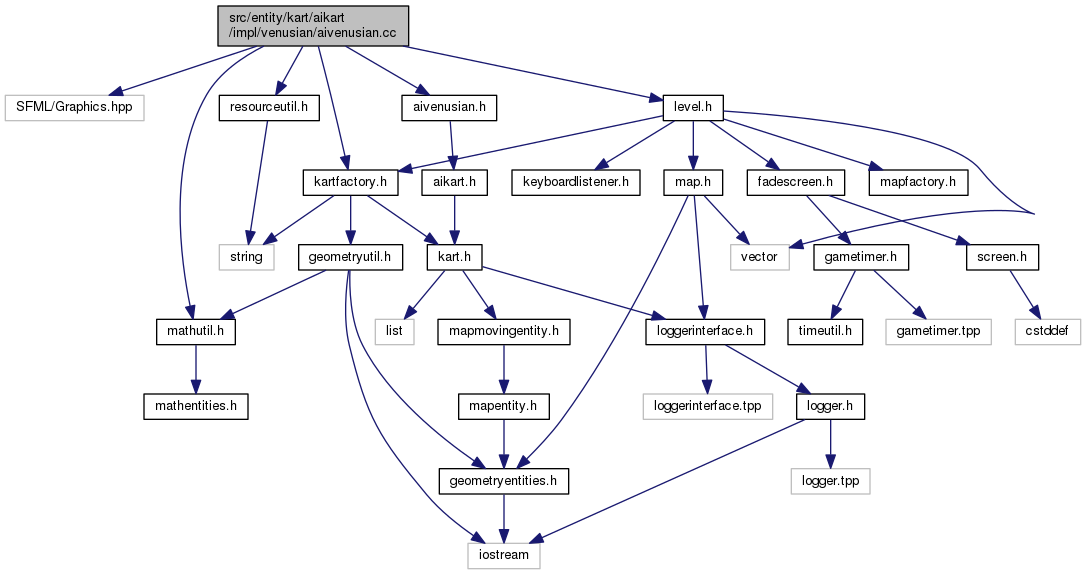 src/entity/kart/aikart
/impl/venusian/aivenusian.cc
SFML/Graphics.hpp
resourceutil.h
aivenusian.h
level.h
kartfactory.h
aikart.h
keyboardlistener.h
map.h
fadescreen.h
mapfactory.h
string
geometryutil.h
kart.h
vector
gametimer.h
screen.h
mathutil.h
list
mapmovingentity.h
loggerinterface.h
timeutil.h
gametimer.tpp
cstddef
mathentities.h
mapentity.h
loggerinterface.tpp
logger.h
geometryentities.h
logger.tpp
iostream